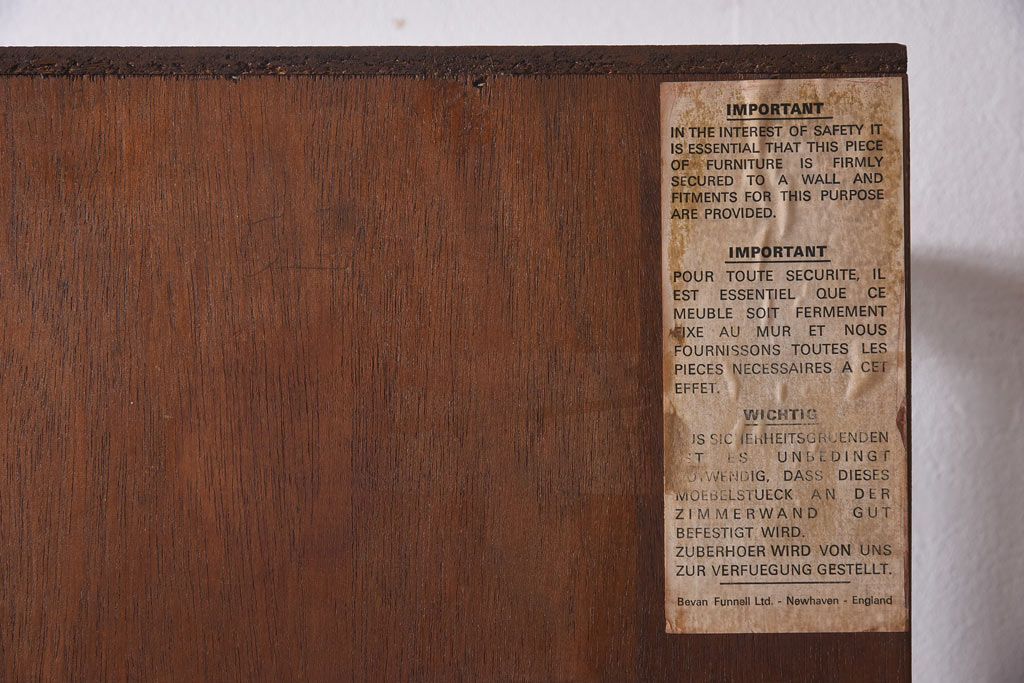 IMPORTANT
IN THE INTEREST OF SAFETY IT
IS ESSENTIAL THAT THIS PIECE
OF FURNITURE IS FIRMLY
SECURED TO A WALL AND
FITMENTS FOR THIS PURPOSE
ARE PROVIDED.
IMPORTANT
POUR TOUTE SECURITE, IL
EST ESSENTIEL QUE CE
MEUBLE SOIT FERMEMENT
FIXE AU MUR ET NOUS
FOURNISSONS TOUTES LES
PIECES NECESSAIRES A CET
EFFET.
WICHTIG
SICHERHEITSGRUENDEN
ES UNBEDINGT
DASS DIESES
MOEBELSTUECK AN DER
ZIMMERWAND GUT
BEFESTIGT WIRD.
ZUBERHOER WIRD VON UNS
ZUR VERFUEGUNG GESTELLT.
Bevan Funnell Ltd. - Newhaven - England